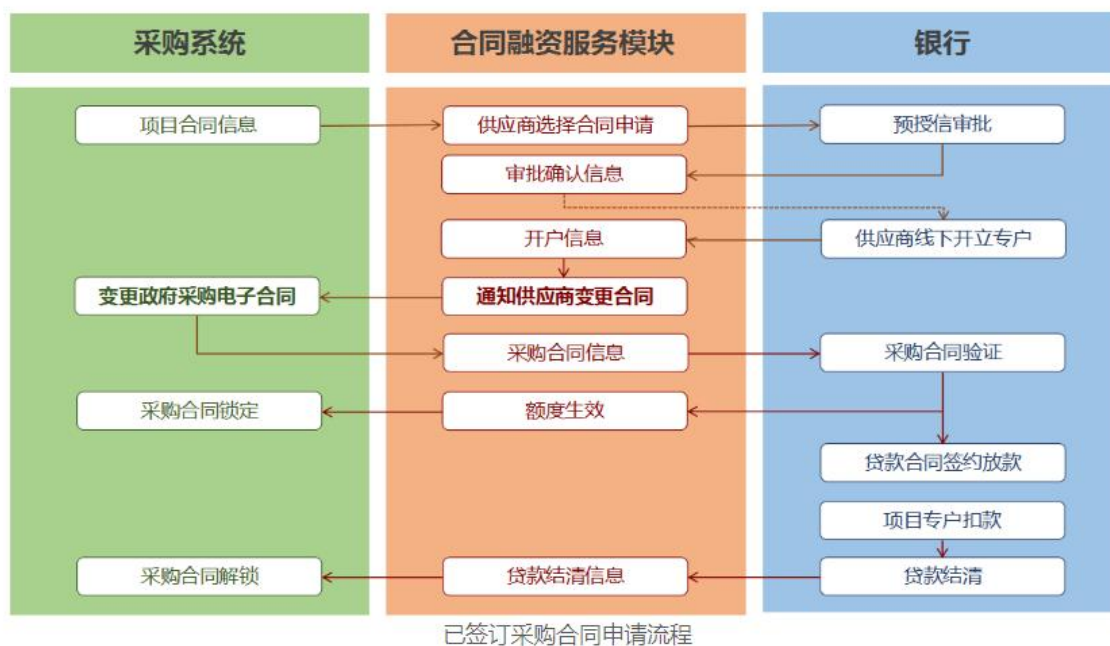 采购系统
合同融资服务模块
银行
项目合同信息
供应商选择合同申请
预授信审批
审批确认信息
开户信息
供应商线下开立专户
变更政府采购电子合同
通知供应商变更合同
采购合同信息
采购合同验证
采购合同锁定
额度生效
贷款合同签约放款
项目专户扣款
采购合同解锁
贷款结清信息
贷款结清
已签订采购合同申请流程